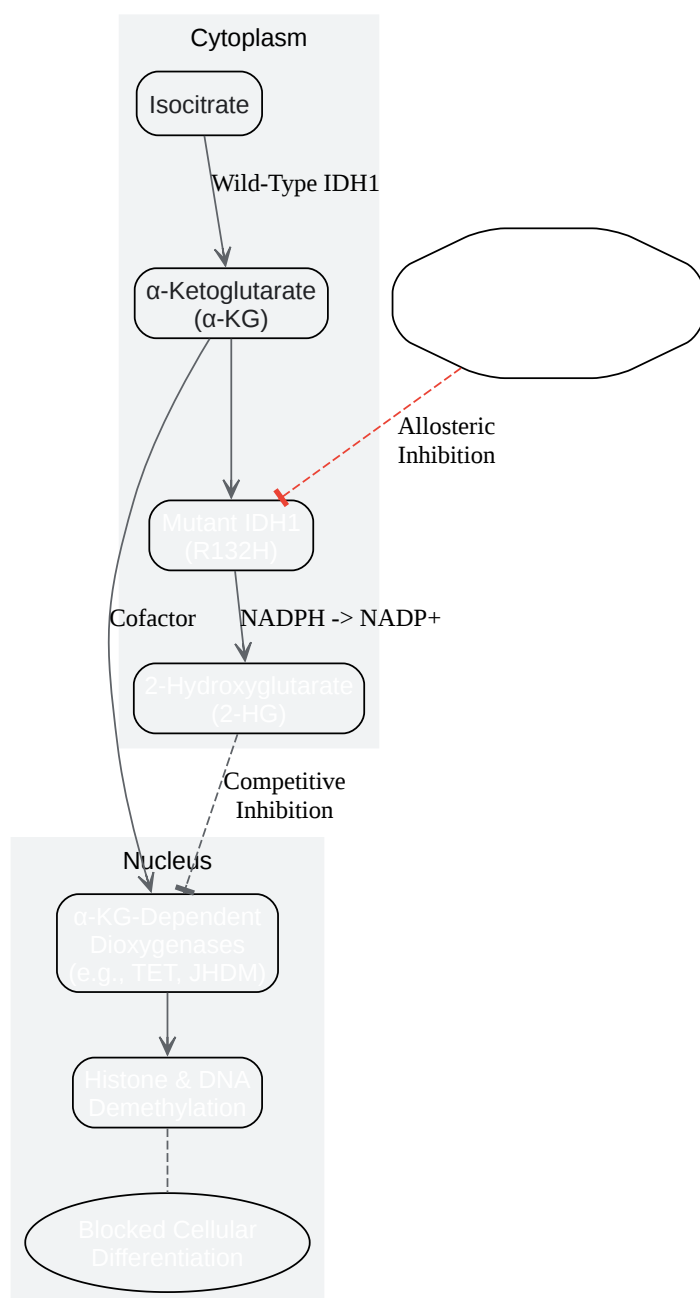 Cytoplasm
Isocitrate
Wild-Type IDH1
α-Ketoglutarate
(α-KG)
Allosteric
Inhibition
Mutant IDH1
(R132H)
Cofactor
NADPH -> NADP+
2-Hydroxyglutarate
(2-HG)
Competitive
Inhibition
Nucleus
α-KG-Dependent
Dioxygenases
(e.g., TET, JHDM)
Histone & DNA
Demethylation
Blocked Cellular
Differentiation